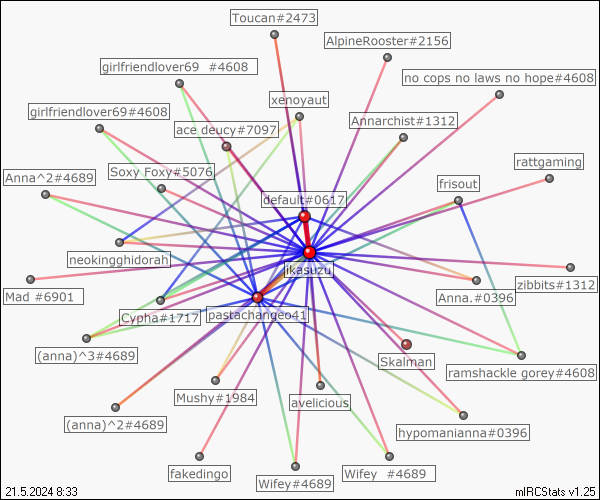 Toucan#2473
AlpineRooster#2156
girlfriendlover69  #4608
no cops no laws no hope#4608
xenoyaut
girlfriendlover69#4608
Annarchist#1312
ace deucy#7097
rattgaming
Soxy Foxy#5076
Anna^2#4689
frisout
default#0617
neokingghidorah
jikasuzu
zibbits#1312
Mad #6901
Anna.#0396
Cypha#1717
pastachangeo41
(anna)^3#4689
Skalman
ramshackle gorey#4608
Mushy#1984
avelicious
(anna)^2#4689
hypomanianna#0396
fakedingo
Wifey#4689
Wifey  #4689
21.5.2024 8:33
mIRCStats v1.25